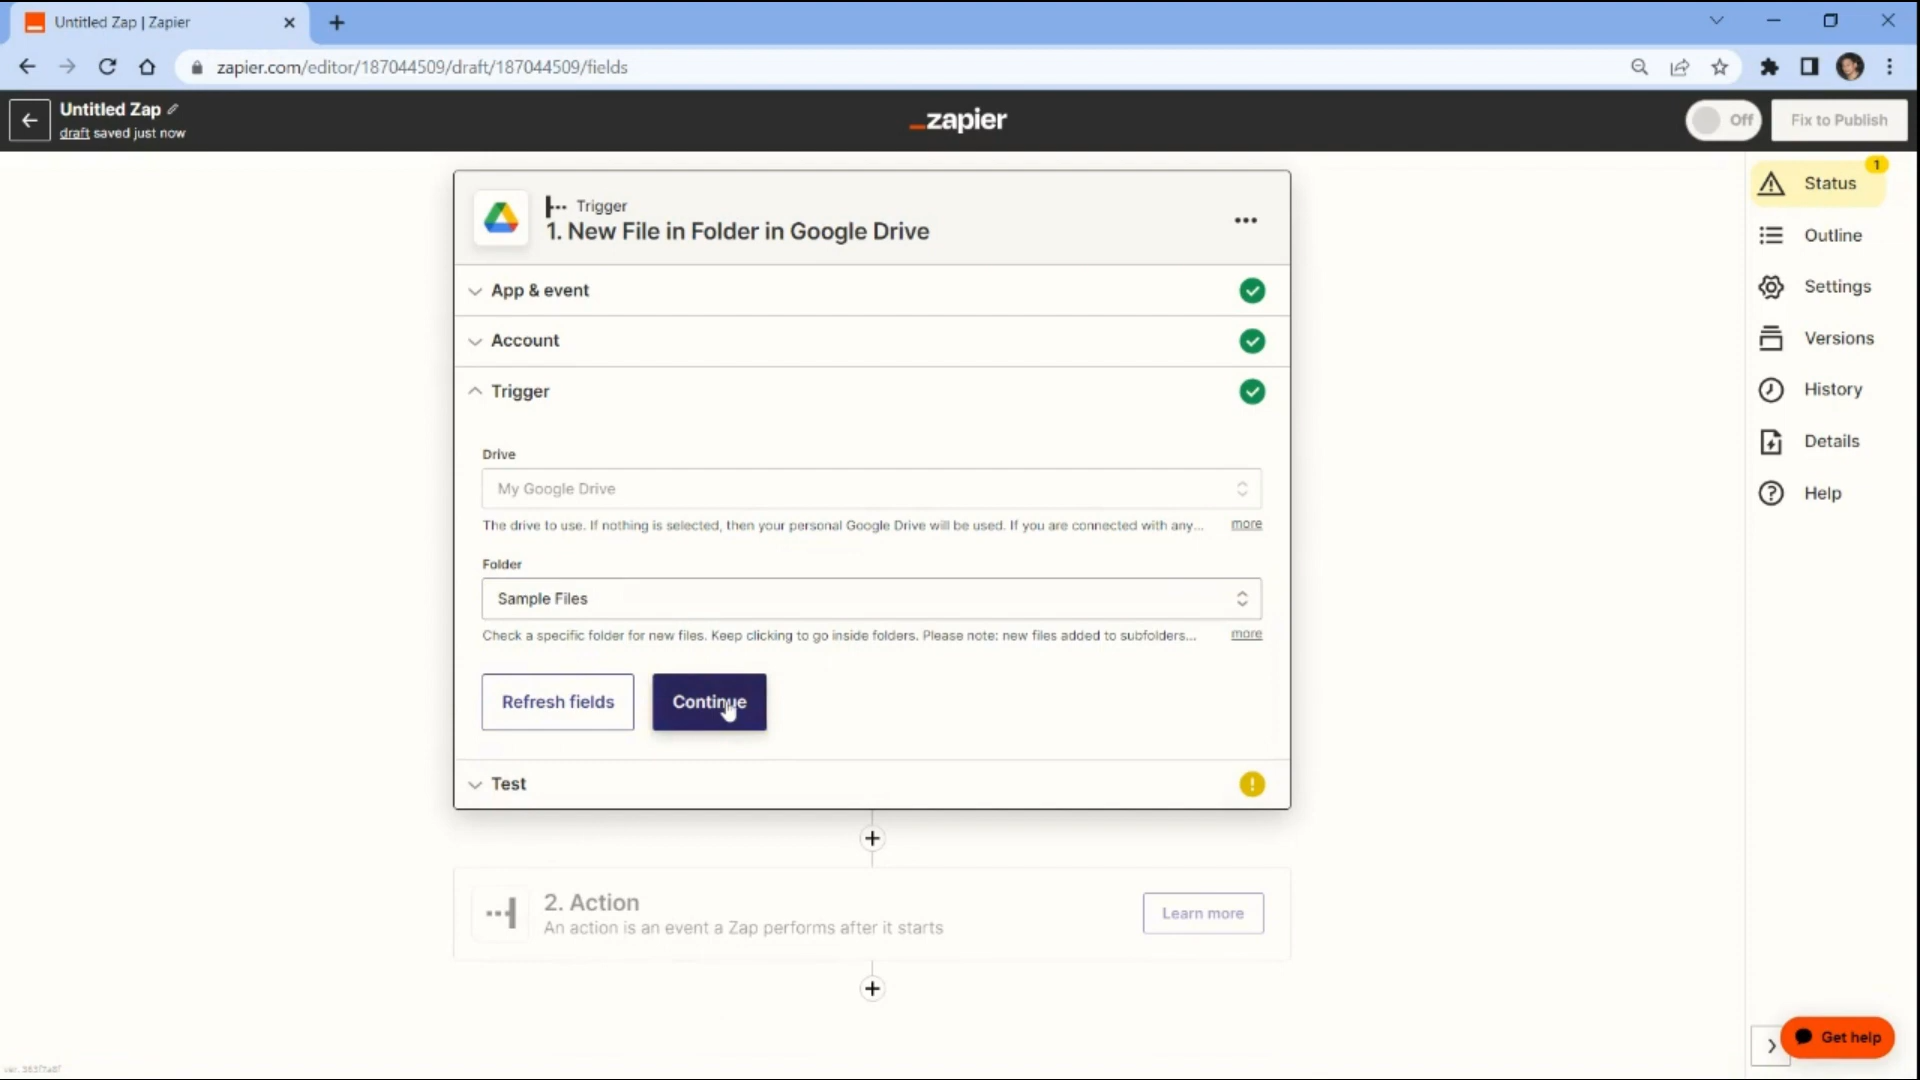 Untitled Zap | Zapier
zapier.com/editor/187044509/draft/187044509/fields
Untitled Zap
draft saved just now
_zapier
Off
Fix to Publish
1
Status
Outline
Settings
Versions
History
Details
Help
Trigger
1. New File in Folder in Google Drive
App & event
Account
Trigger
Drive
My Google Drive
The drive to use. If nothing is selected, then your personal Google Drive will be used. If you are connected with any... more
Folder
Sample Files
Check a specific folder for new files. Keep clicking to go inside folders. Please note: new files added to subfolders... more
Refresh fields
Continue
Test
2. Action
An action is an event a Zap performs after it starts
Learn more
Get help